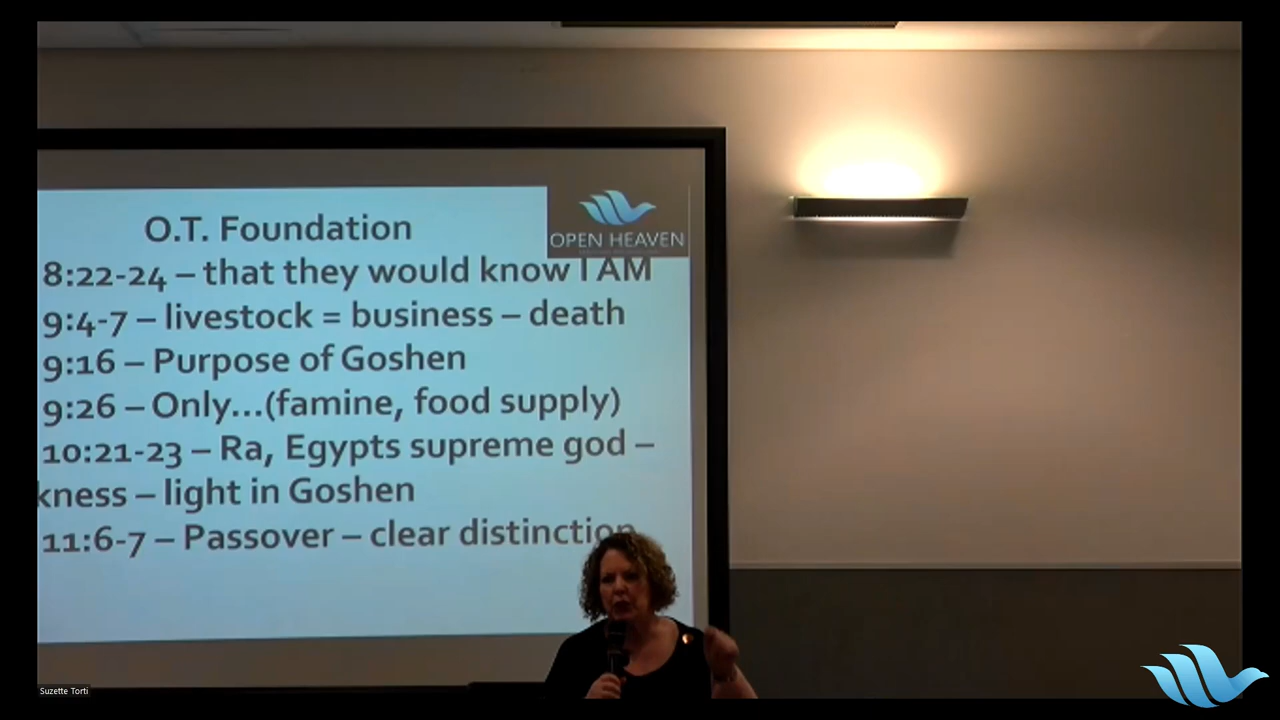 O.T. Foundation
OPEN HEAVEN
8:22-24 – that they would know I AM
9:4-7 – livestock = business – death
9:16 – Purpose of Goshen
9:26 – Only...(famine, food supply)
10:21-23 – Ra, Egypts supreme god –
kness – light in Goshen
11:6-7 – Passover – clear distinction
Suzette Torti